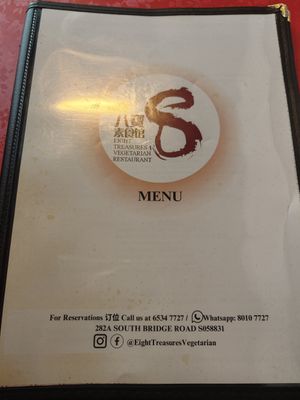 八寶
素食馆
8
EIGHT
TREASURES
VEGETARIAN
RESTAURANT
MENU
For Reservations 订位 Call us at 6534 7727 / Whatsapp: 8010 7727
282A SOUTH BRIDGE ROAD S058831
@EightTreasuresVegetarian